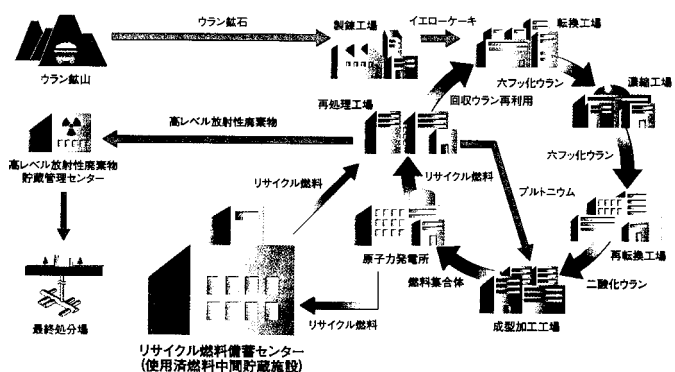 ウラン鉱石
製錬工場
イエローケーキ
転換工場
ウラン鉱山
六フッ化ウラン
濃縮工場
再処理工場
回収ウラン再利用
高レベル放射性廃棄物
六フッ化ウラン
高レベル放射性廃棄物
貯蔵管理センター
リサイクル燃料
リサイクル燃料
プルトニウム
原子力発電所
再転換工場
燃料集合体
二酸化ウラン
最終処分場
リサイクル燃料
成型加工工場
リサイクル燃料備蓄センター
(使用済燃料中間貯蔵施設)